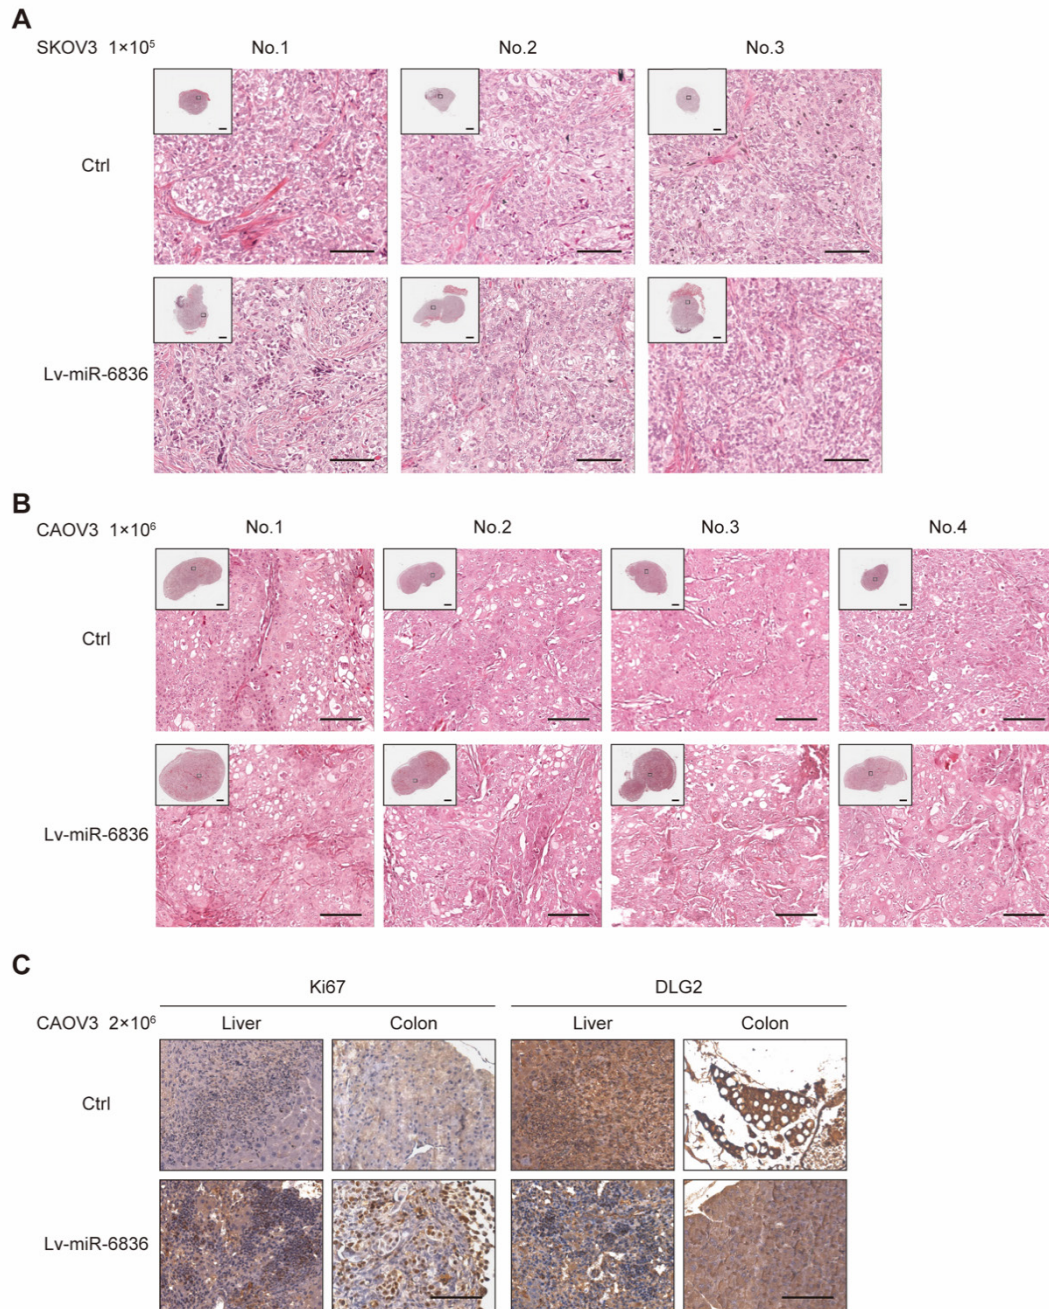 A
SKOV3 1×10⁵ No.1 No.2 No.3
Ctrl
Lv-miR-6836
B
CAOV3 1×10⁶ No.1 No.2 No.3 No.4
Ctrl
Lv-miR-6836
C
Ki67 DLG2
CAOV3 2×10⁶ Liver Colon Liver Colon
Ctrl
Lv-miR-6836